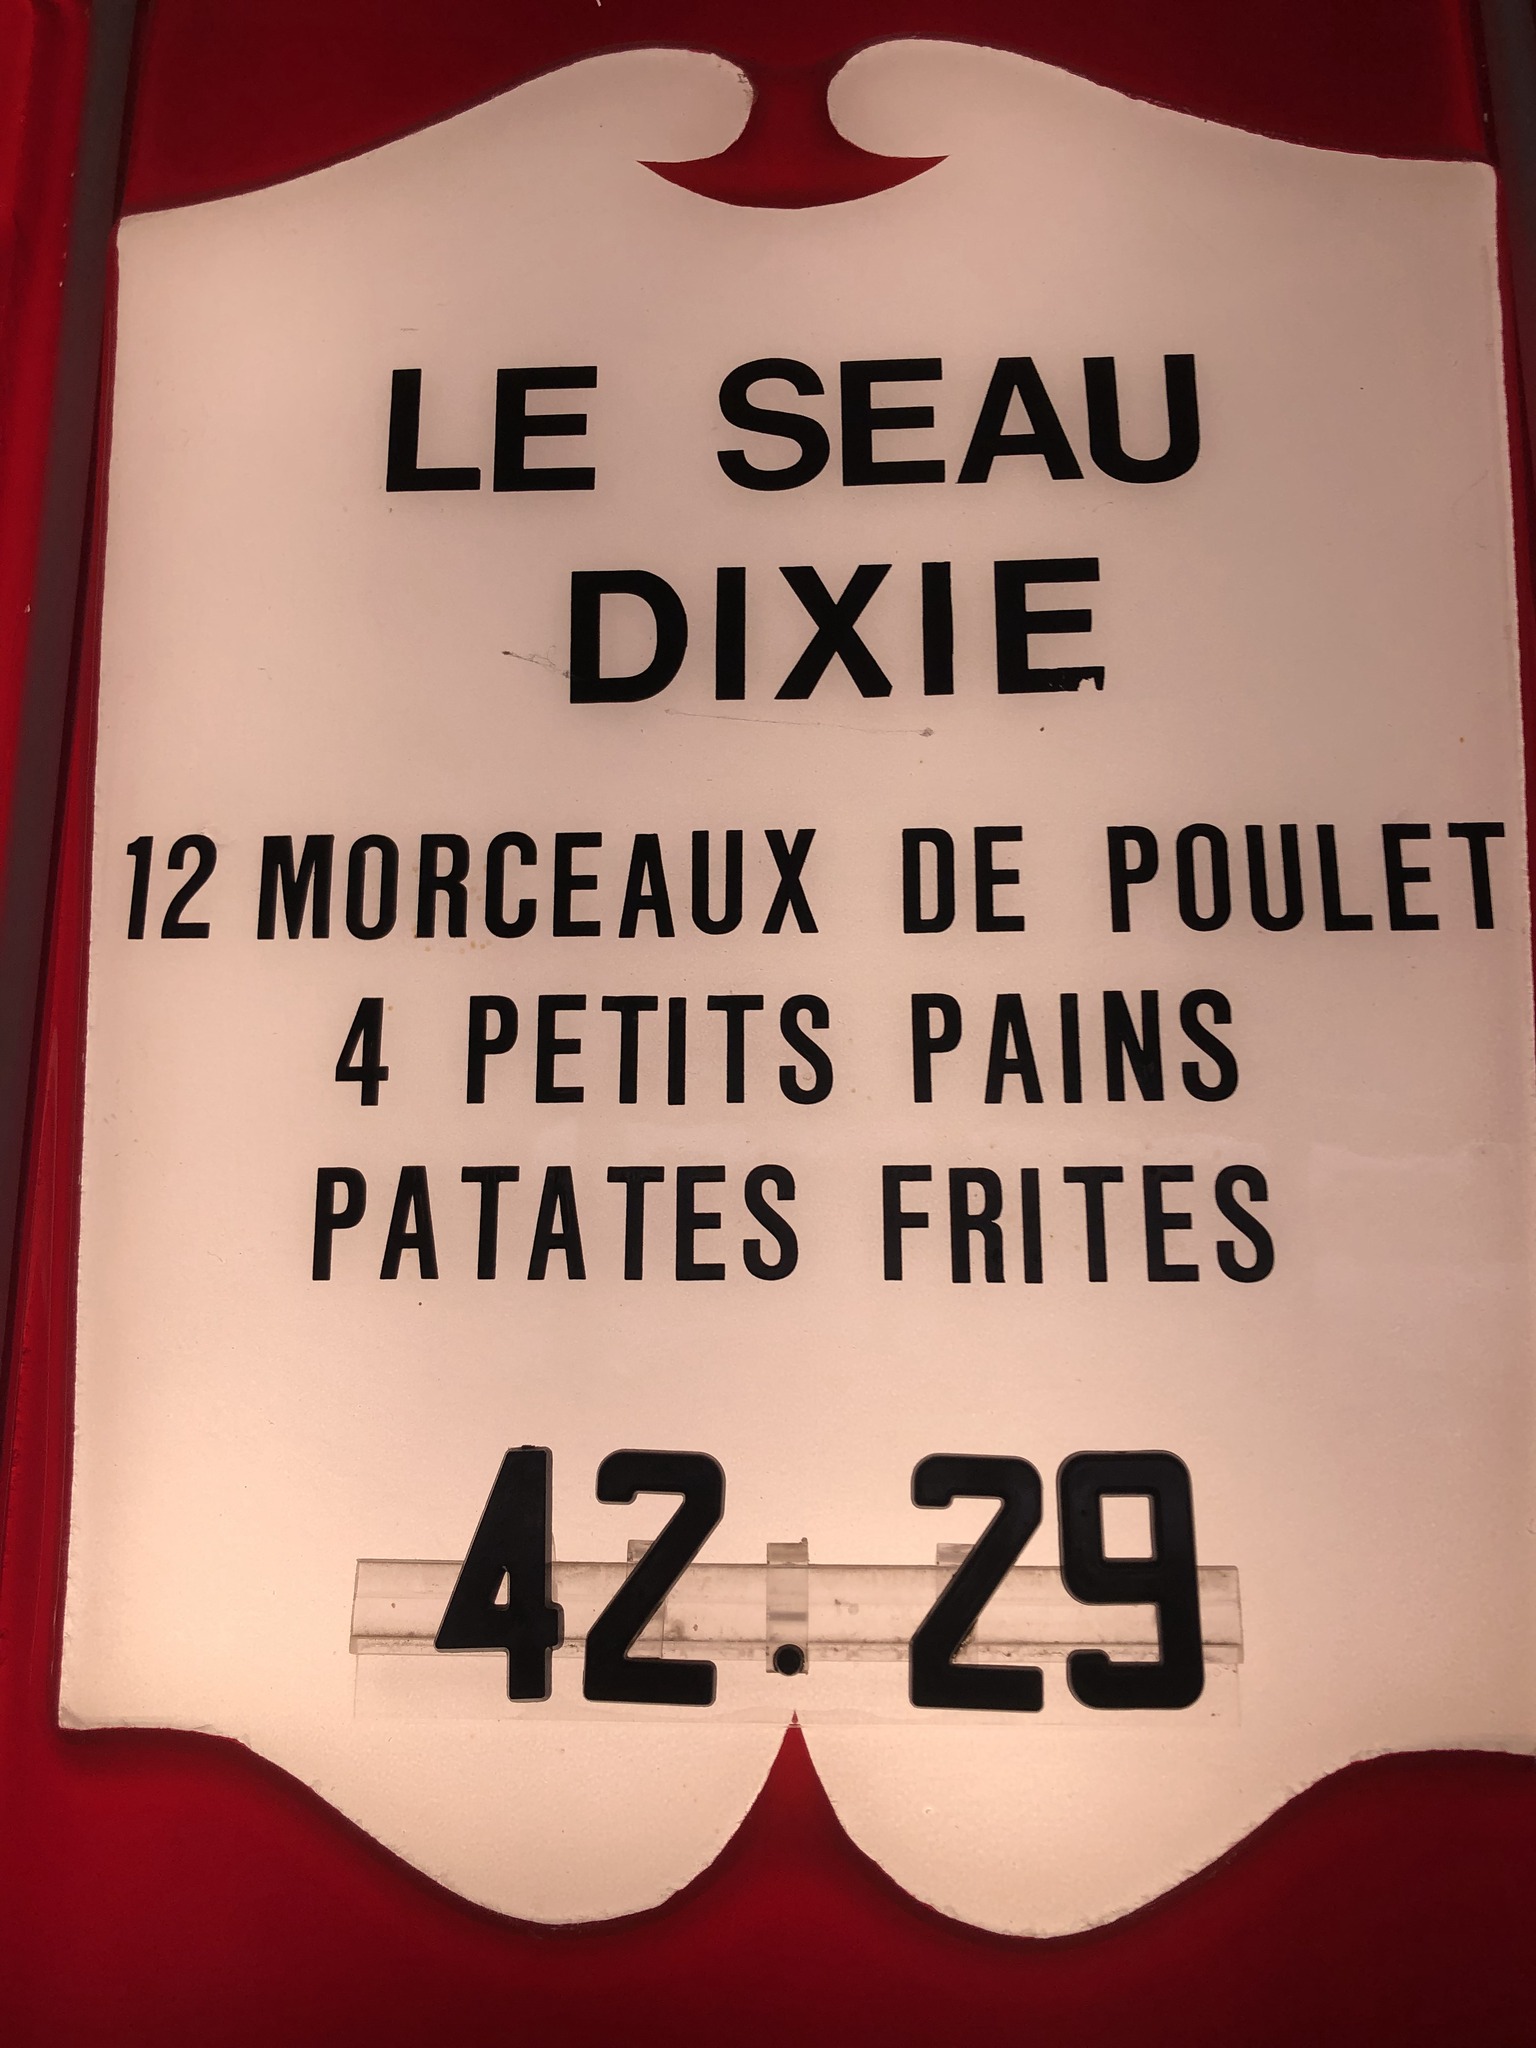 LE SEAU
DIXIE
12 MORCEAUX DE POULET
4 PETITS PAINS
PATATES FRITES
42.29